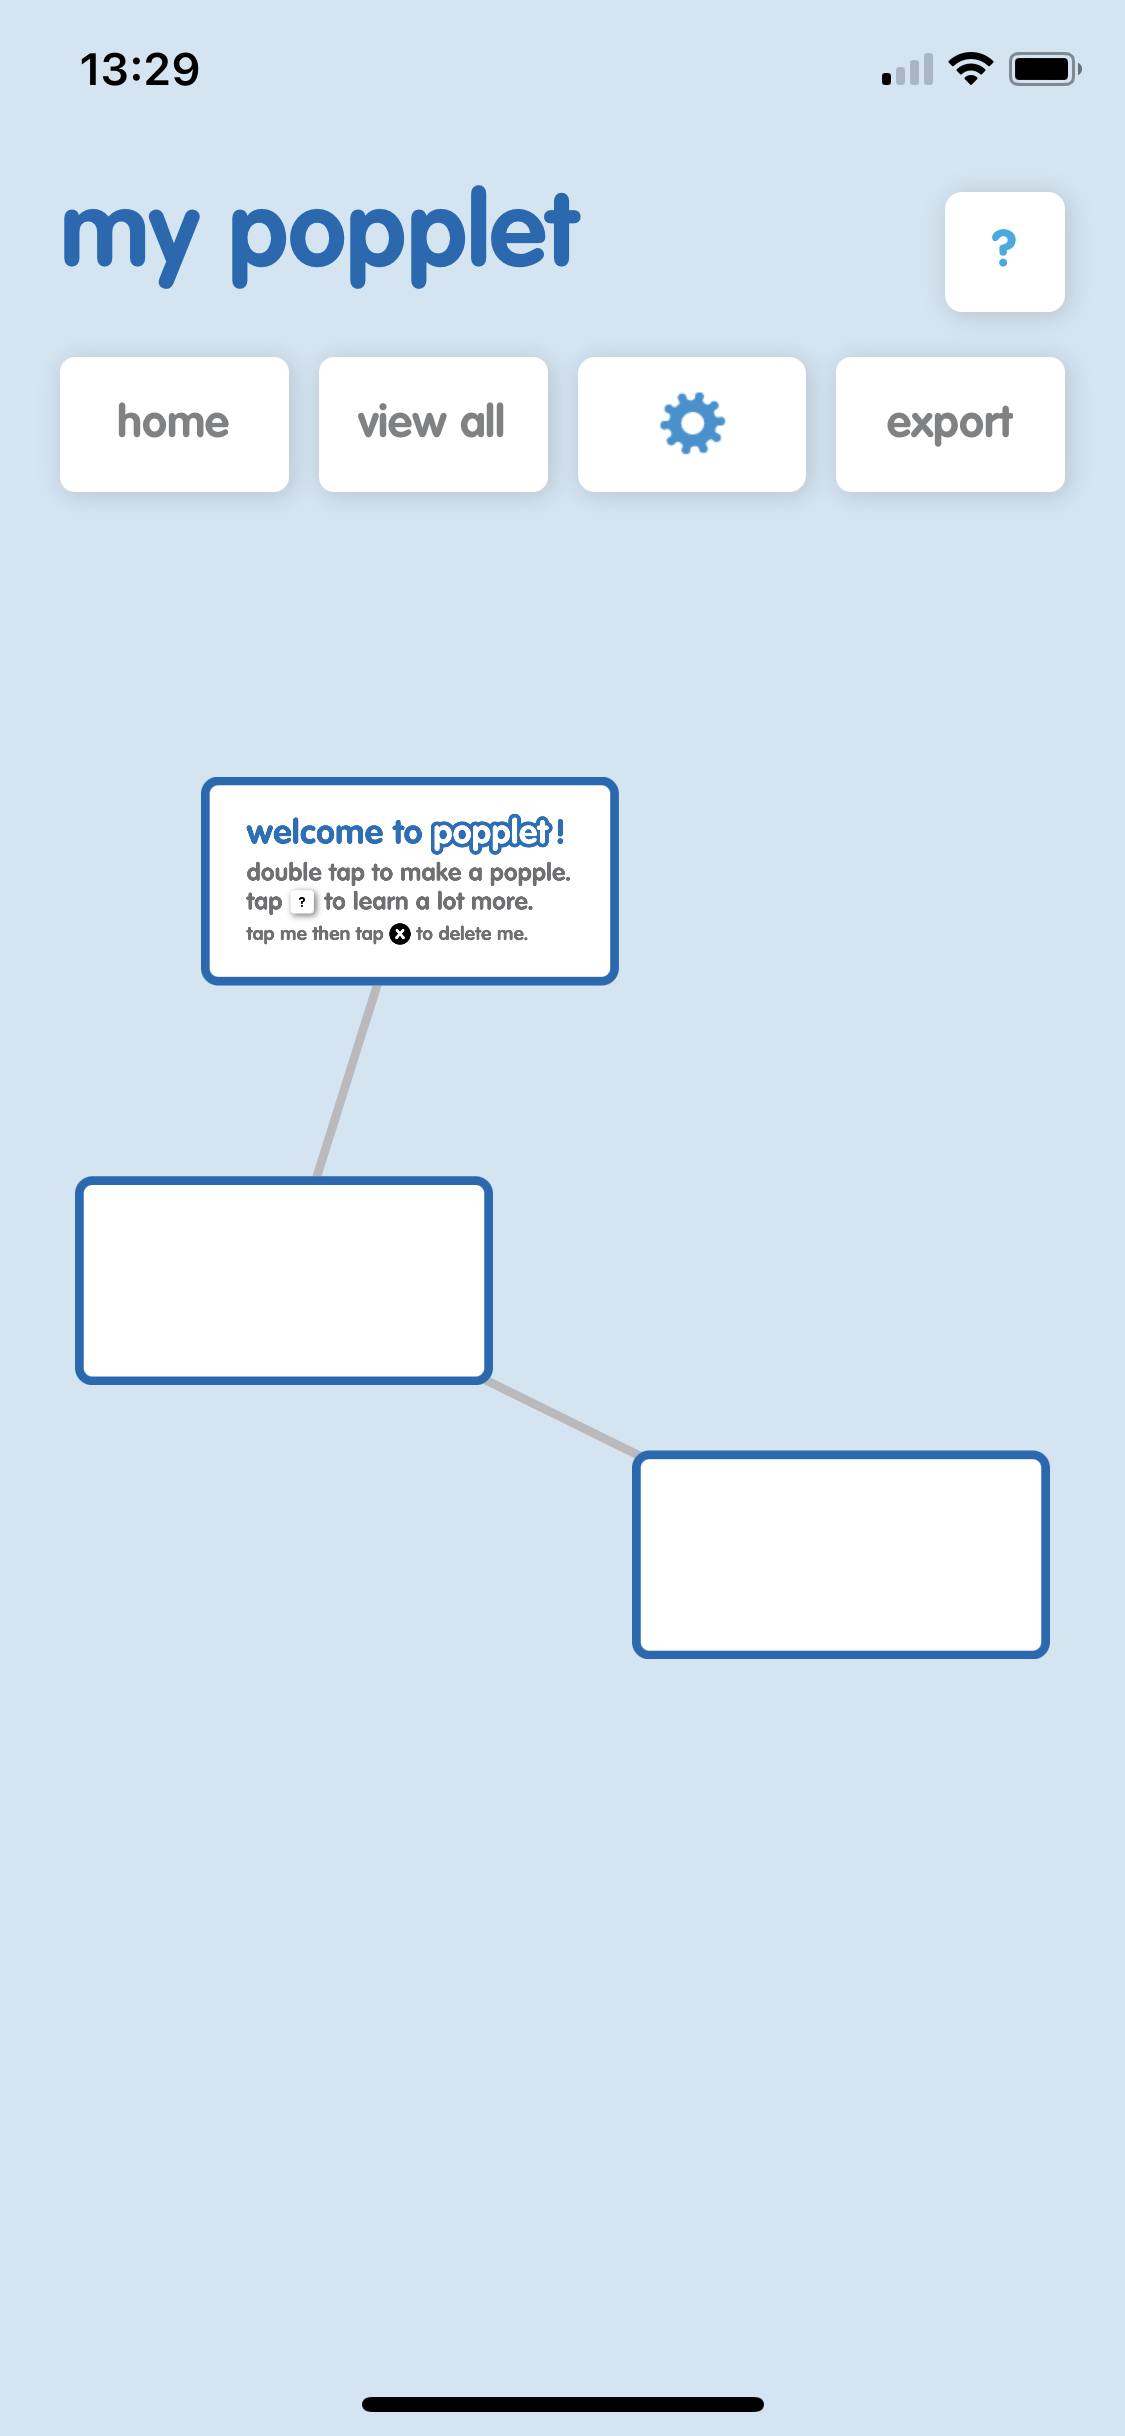 13:29
my popplet
?
home
view all
export
welcome to popplet!
double tap to make a popple.
tap ? to learn a lot more.
tap me then tap x to delete me.